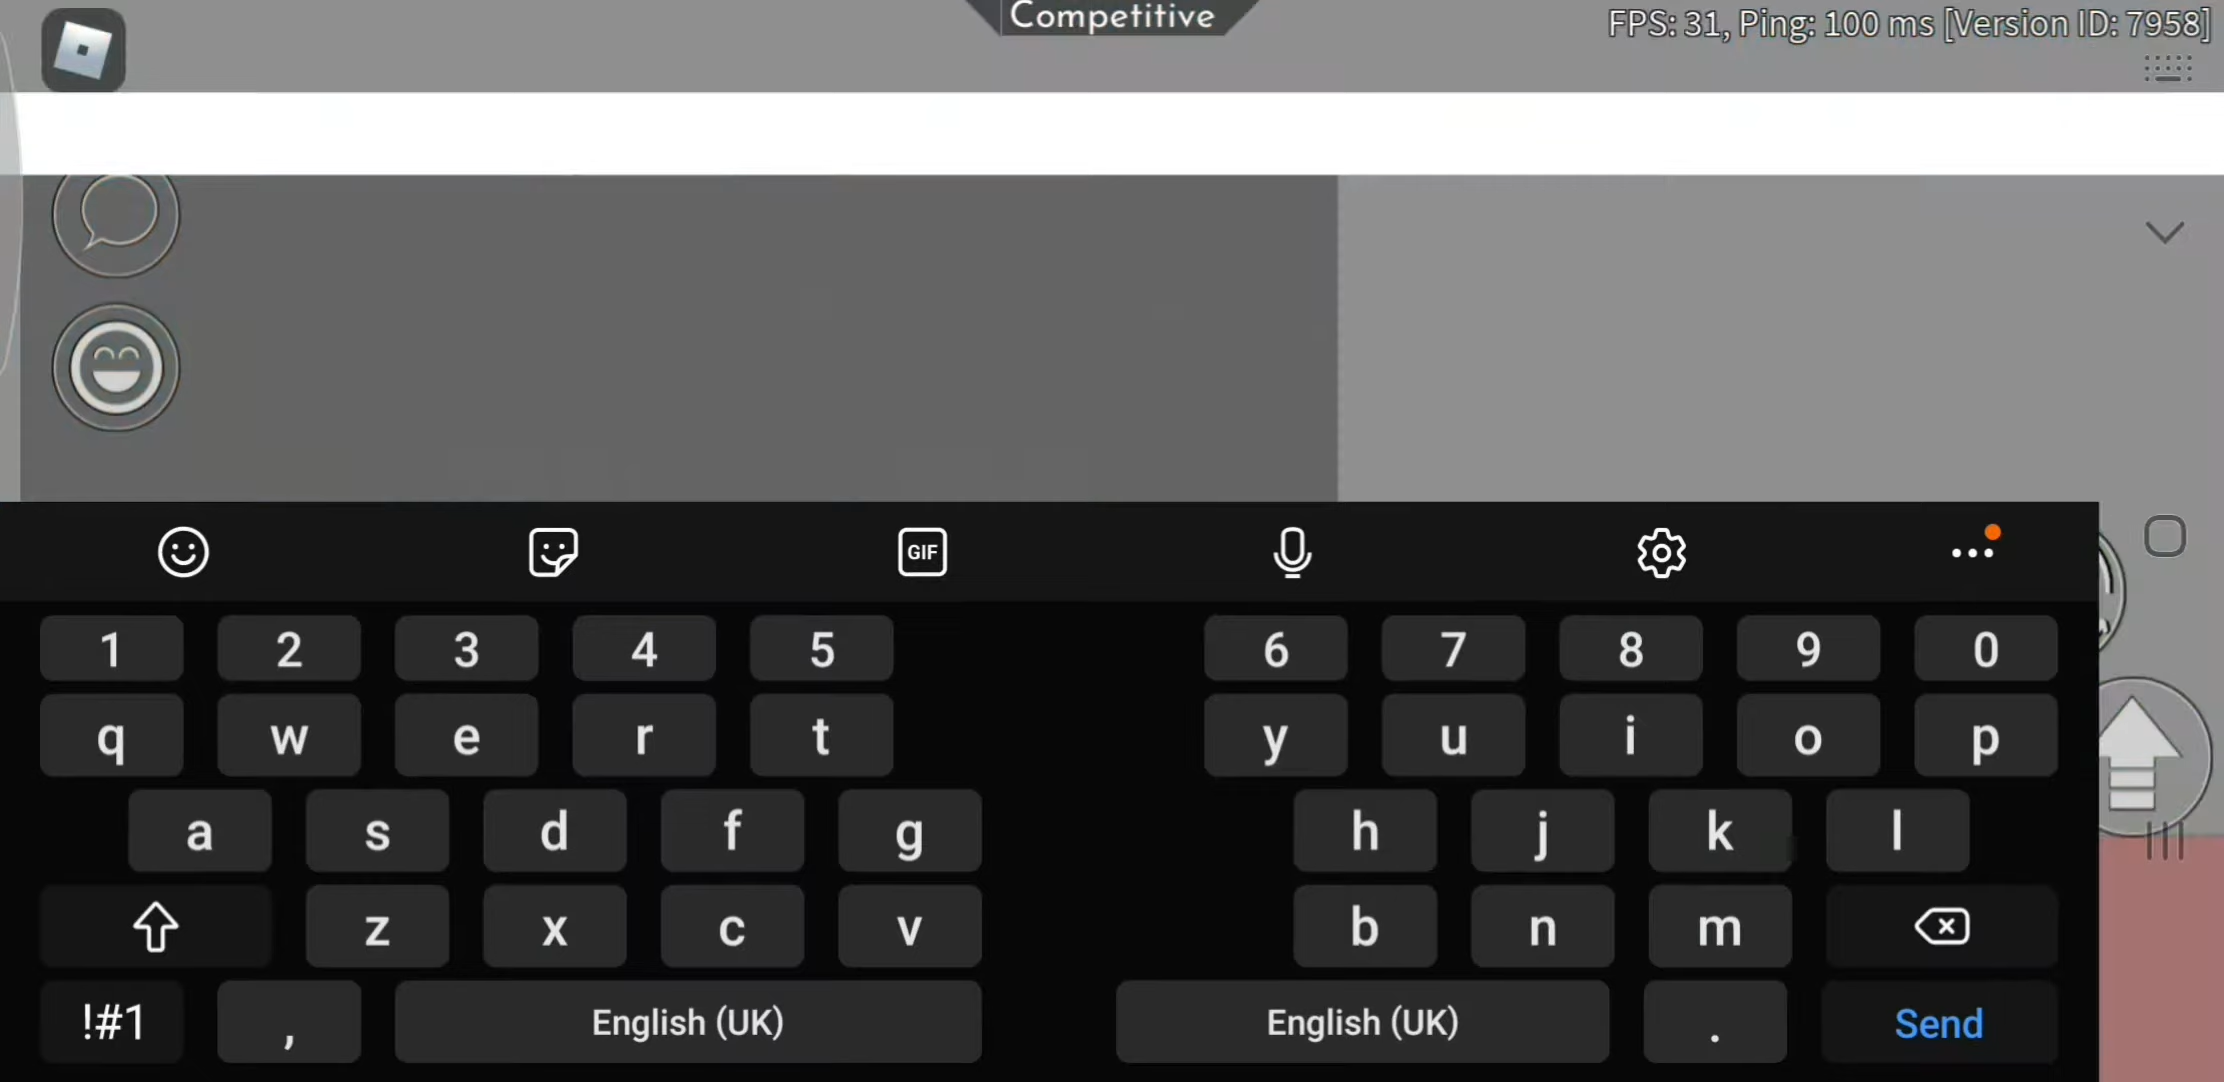 Competitive
FPS: 31, Ping: 100 ms [Version ID: 7958]
GIF
1 2 3 4 5 6 7 8 9 0
q w e r t y u i o p
a s d f g h j k l
z x c v b n m
!#1 , English (UK) English (UK) . Send